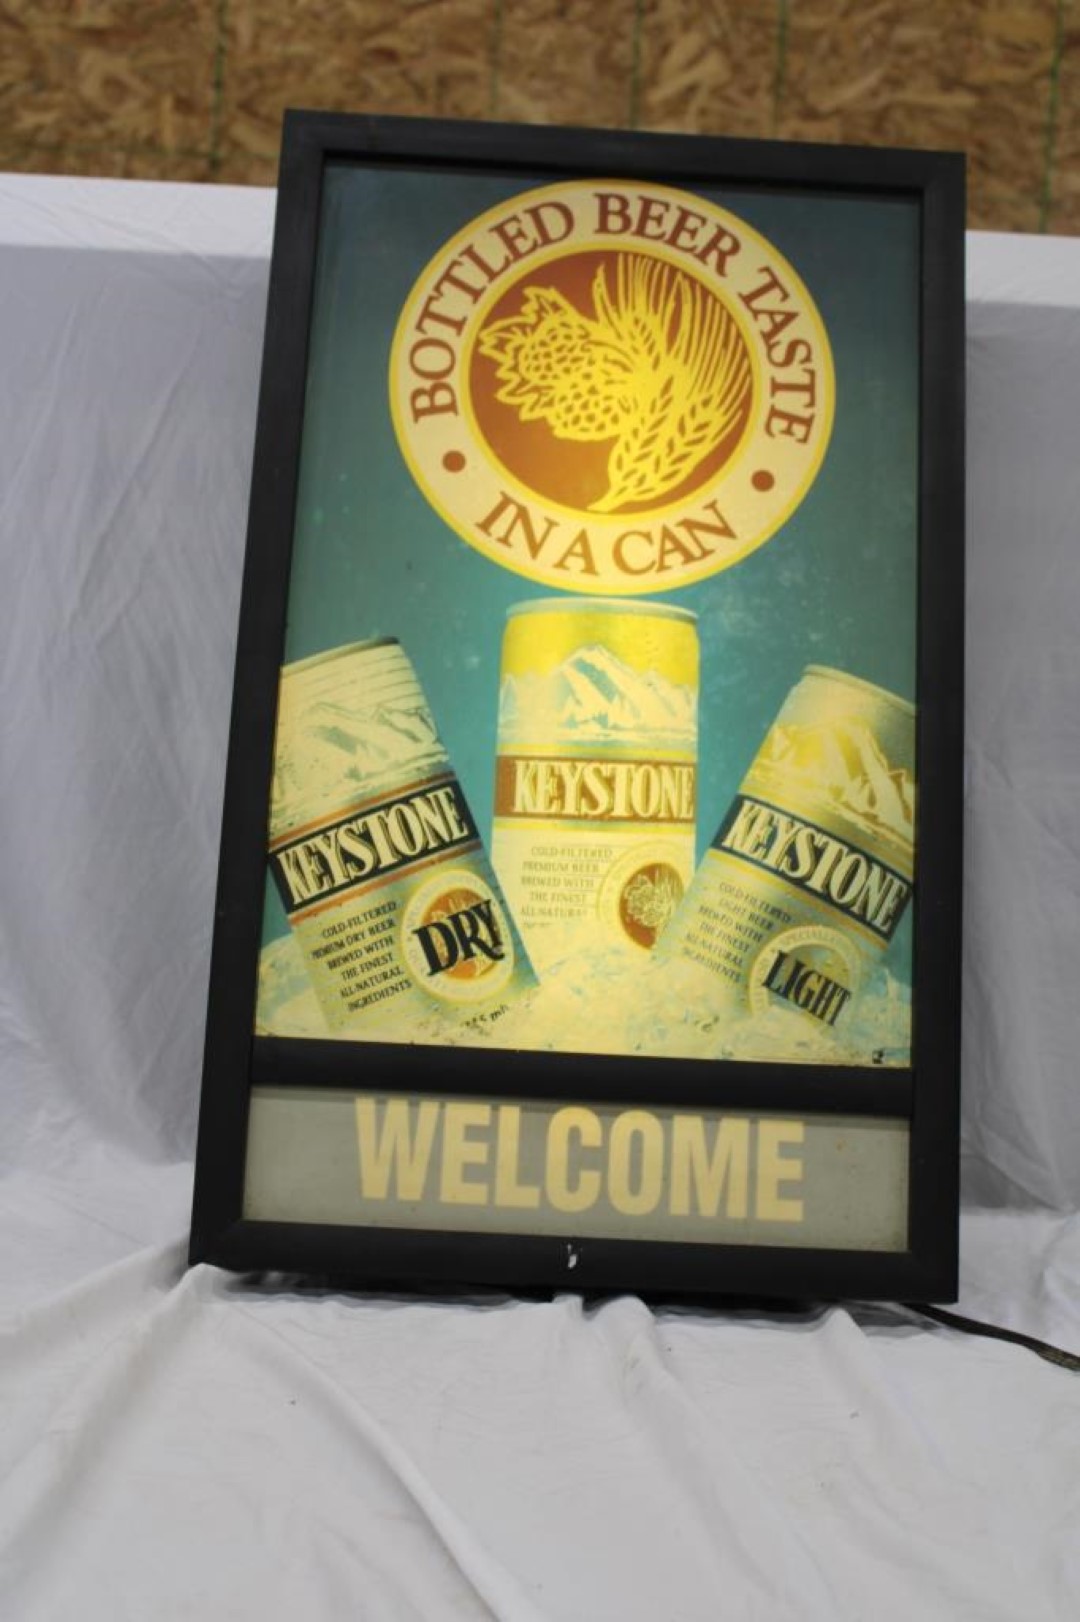 BOTTLED BEER TASTE
IN A CAN
KEYSTONE
COLD-FILTERED
PREMIUM DRY BEER
BREWED WITH
THE FINEST
ALL-NATURAL
INGREDIENTS
DRY
KEYSTONE
COLD-FILTERED
PREMIUM BEER
BREWED WITH
THE FINEST
ALL-NATURAL
KEYSTONE
COLD-FILTERED
LIGHT BEER
BREWED WITH
THE FINEST
ALL-NATURAL
INGREDIENTS
LIGHT
WELCOME